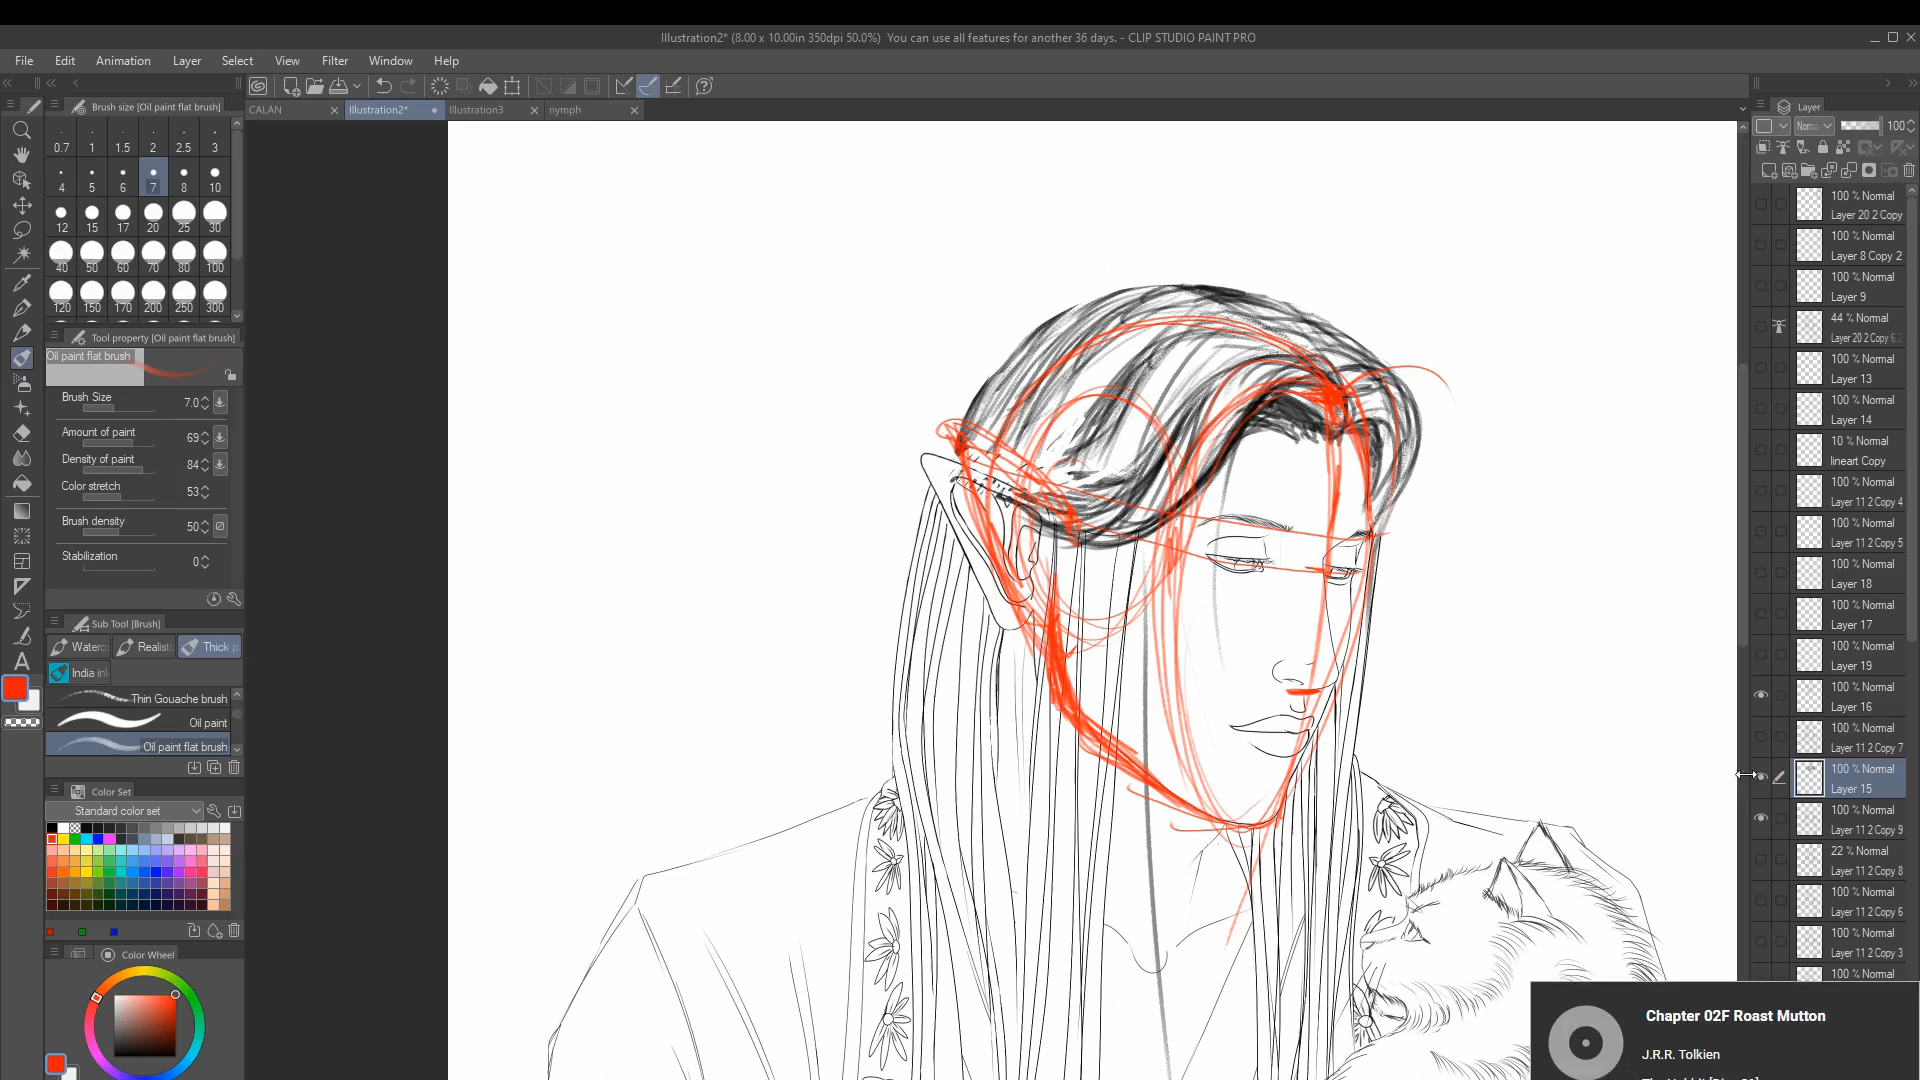 Illustration2* (8.00 x 10.00in 350dpi 50.0%)  You can use all features for another 36 days. - CLIP STUDIO PAINT PRO
File Edit Animation Layer Select View Filter Window Help
Brush size [Oil paint flat brush]
CALAN
Illustration2*
Illustration3
nymph
Layer
0.7 1 1.5 2 2.5 3
4 5 6 7 8 10
12 15 17 20 25 30
40 50 60 70 80 100
120 150 170 200 250 300
Tool property [Oil paint flat brush]
Oil paint flat brush
Brush Size 7.0
Amount of paint 69
Density of paint 84
Color stretch 53
Brush density 50
Stabilization 0
Sub Tool [Brush]
Waterc
Realisti
Thick p
India in
Thin Gouache brush
Oil paint
Oil paint flat brush
Color Set
Standard color set
Color Wheel
Norma 100
100 % Normal
Layer 20 2 Copy
100 % Normal
Layer 8 Copy 2
100 % Normal
Layer 9
44 % Normal
Layer 20 2 Copy 6 2
100 % Normal
Layer 13
100 % Normal
Layer 14
10 % Normal
lineart Copy
100 % Normal
Layer 11 2 Copy 4
100 % Normal
Layer 11 2 Copy 5
100 % Normal
Layer 18
100 % Normal
Layer 17
100 % Normal
Layer 19
100 % Normal
Layer 16
100 % Normal
Layer 11 2 Copy 7
100 % Normal
Layer 15
100 % Normal
Layer 11 2 Copy 9
22 % Normal
Layer 11 2 Copy 8
100 % Normal
Layer 11 2 Copy 6
100 % Normal
Layer 11 2 Copy 3
100 % Normal
Chapter 02F Roast Mutton
J.R.R. Tolkien